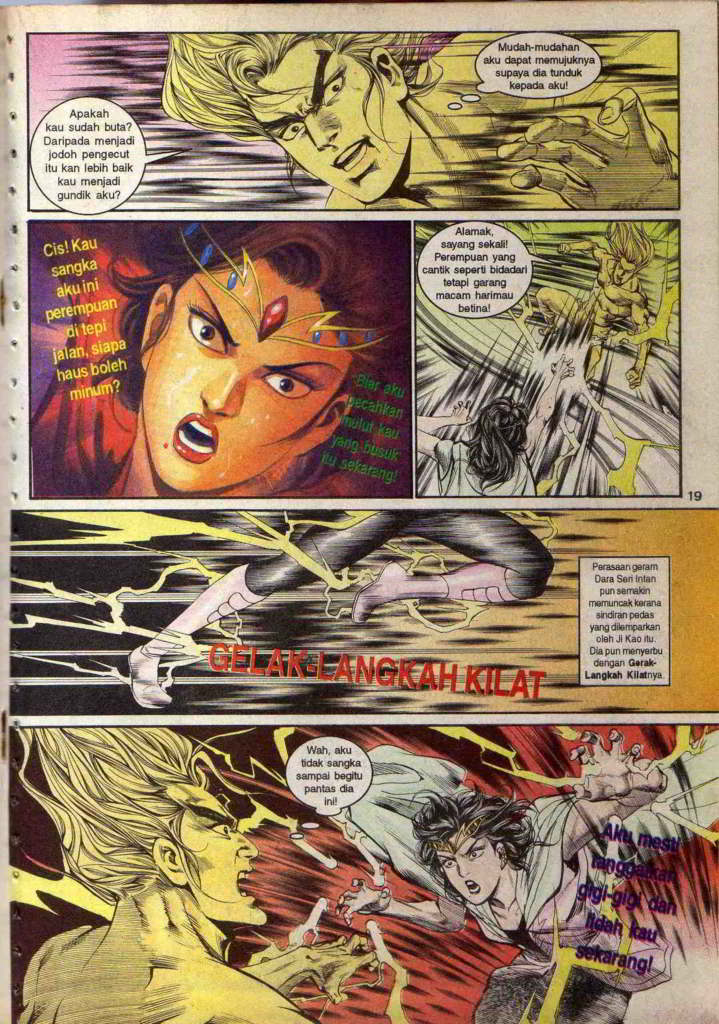 Mudah-mudahan
aku dapat memujuknya
supaya dia tunduk
kepada aku!
Apakah
kau sudah buta?
Daripada menjadi
jodoh pengecut
itu kan lebih baik
kau menjadi
gundik aku?
Cis! Kau
sangka
aku ini
perempuan
di tepi
jalan, siapa
haus boleh
minum?
Biar aku
pecahkan
mulut kau
yang busuk
itu sekarang!
Alamak,
sayang sekali!
Perempuan yang
cantik seperti bidadari
tetapi garang
macam harimau
betina!
19
Perasaan geram
Dara Seri Intan
pun semakin
memuncak kerana
sindiran pedas
yang dilemparkan
oleh Ji Kao itu.
Dia pun menyerbu
dengan Gerak-
Langkah Kilatnya.
GELAK-LANGKAH KILAT
Wah, aku
tidak sangka
sampai begitu
pantas dia
ini!
Aku mesti
tanggalkan
gigi-gigi dan
lidah kau
sekarang!